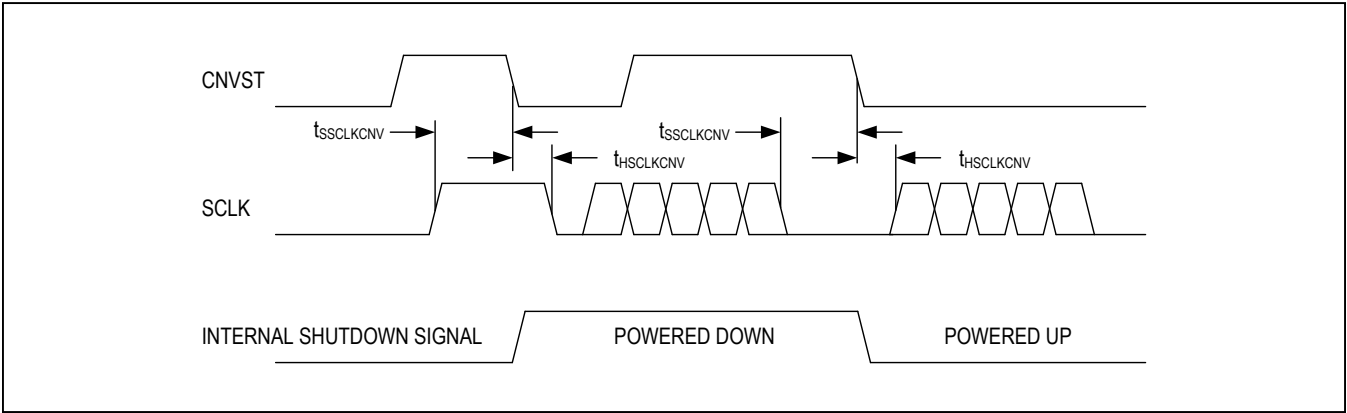 CNVST
tSSCLKCNV
tSSCLKCNV
tHSCLKCNV
tHSCLKCNV
SCLK
INTERNAL SHUTDOWN SIGNAL
POWERED DOWN
POWERED UP